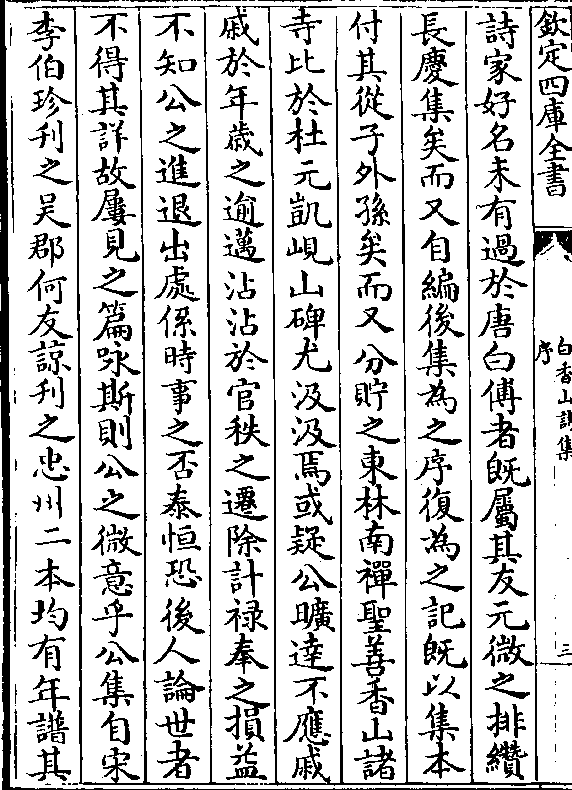 欽定四庫全書
白香山詩集
序
三
詩家好名未有過於唐白傅者既屬其友元微之排纘
長慶集矣而又自編後集為之序復為之記既以集本
付其從子外孫矣而又分貯之東林南禪聖善香山諸
寺比於杜元凱峴山碑尤汲汲焉或疑公曠達不應戚
戚於年歲之逾邁沾沾於官秩之遷除計禄奉之損益
不知公之進退出處係時事之否泰恒恐後人論世者
不得其詳故屢見之篇咏斯則公之微意乎公集自宋
李伯珍刋之吴郡何友諒刋之忠州二本均有年譜其